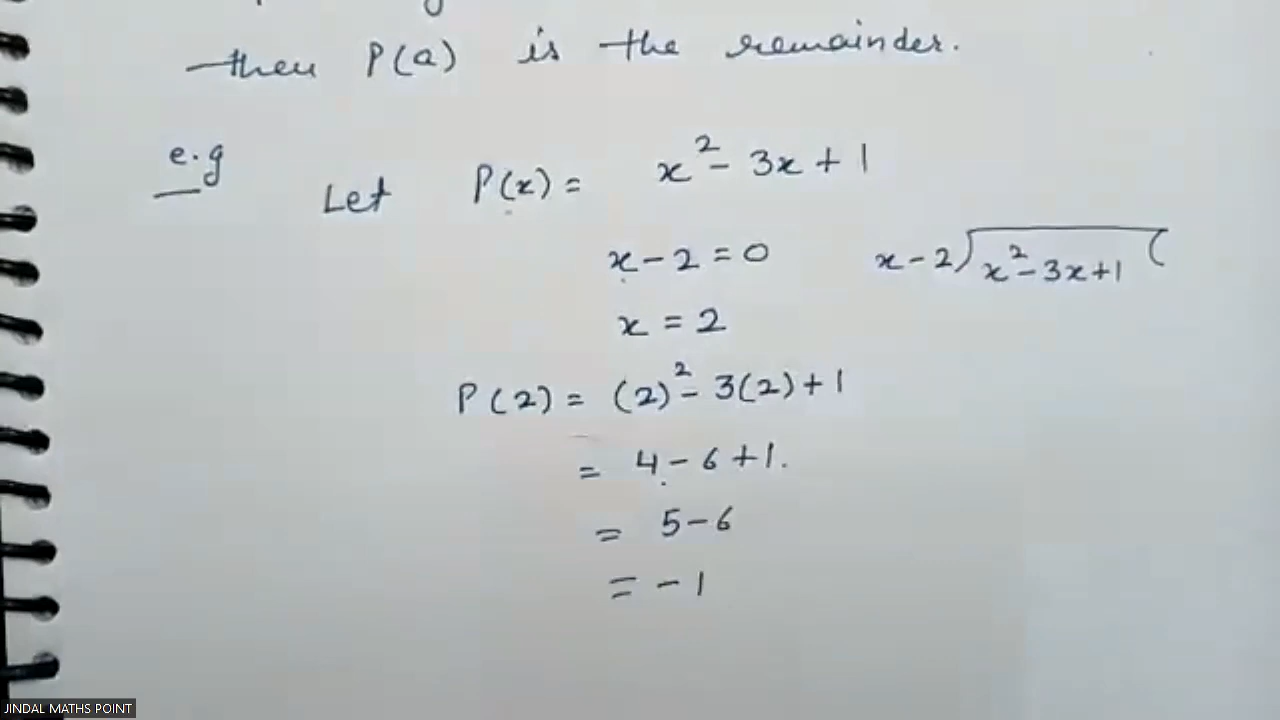 then P(a) is the remainder.
e.g Let P(x) = x² - 3x + 1
x - 2 = 0 x - 2)x² - 3x + 1(
x = 2
P(2) = (2)² - 3(2) + 1
= 4 - 6 + 1.
= 5 - 6
= - 1
JINDAL MATHS POINT